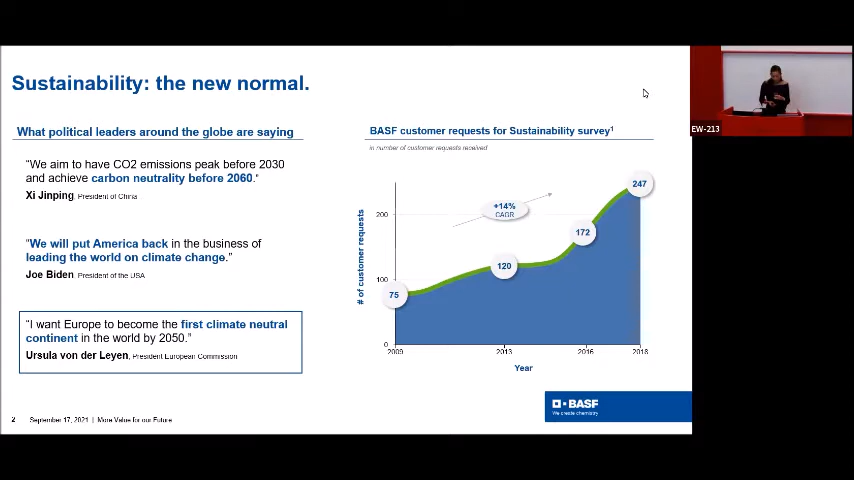 Sustainability: the new normal.
What political leaders around the globe are saying
“We aim to have CO2 emissions peak before 2030
and achieve carbon neutrality before 2060."
Xi Jinping, President of China
“We will put America back in the business of
leading the world on climate change.”
Joe Biden, President of the USA
“I want Europe to become the first climate neutral
continent in the world by 2050.”
Ursula von der Leyen, President European Commission
BASF customer requests for Sustainability survey¹
in number of customer requests received
# of customer requests
200
100
0
+14%
CAGR
75
120
172
247
2009
2013
2016
2018
Year
BASF
We create chemistry
2 September 17, 2021 | More Value for our Future
EW-213